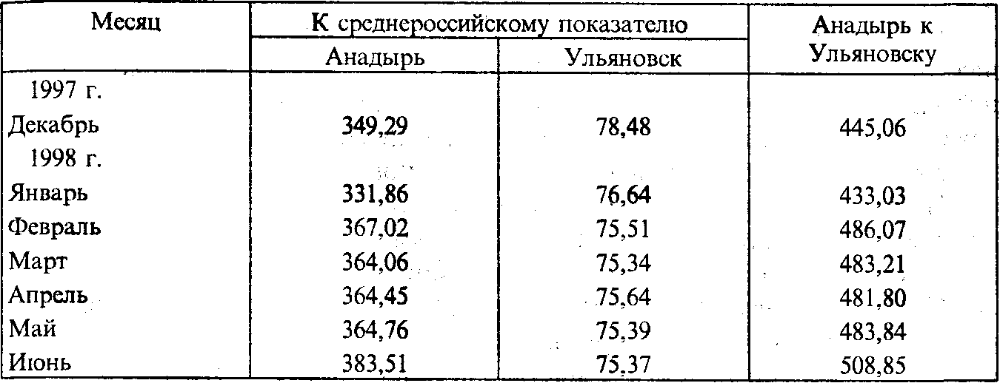 Месяц К среднероссийскому показателю Анадырь к Ульяновску
Анадырь Ульяновск
1997 г.
Декабрь 349,29 78,48 445,06
1998 г.
Январь 331,86 76,64 433,03
Февраль 367,02 75,51 486,07
Март 364,06 75,34 483,21
Апрель 364,45 75,64 481,80
Май 364,76 75,39 483,84
Июнь 383,51 75,37 508,85